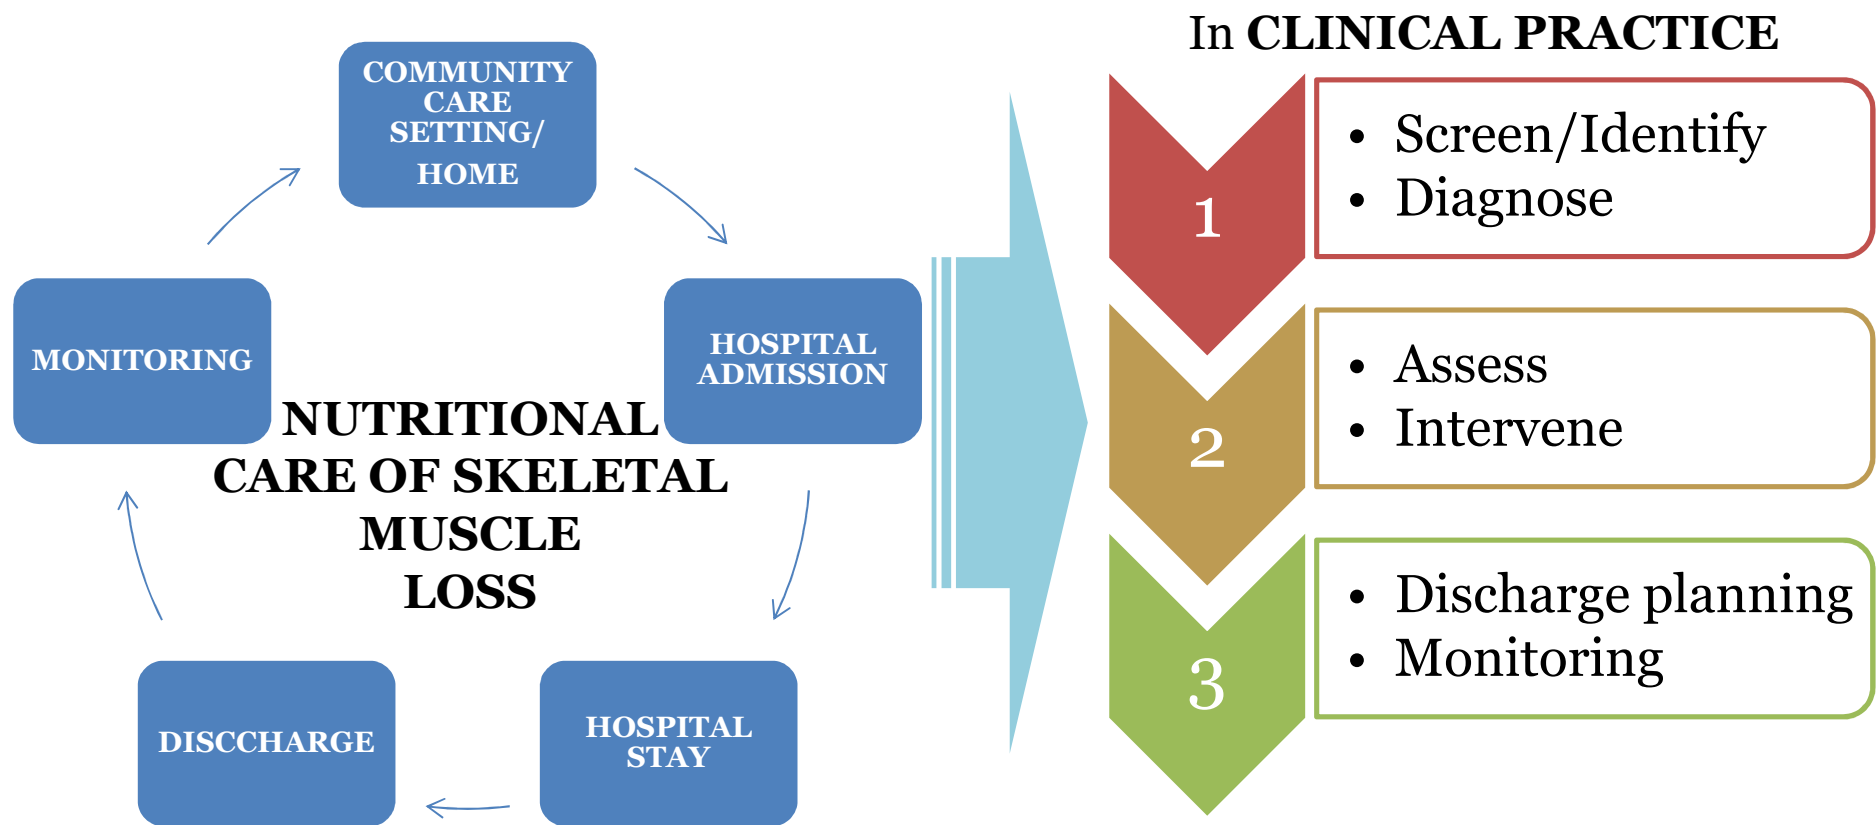 COMMUNITY
CARE
SETTING/
HOME
HOSPITAL
ADMISSION
HOSPITAL
STAY
DISCCHARGE
MONITORING
NUTRITIONAL
CARE OF SKELETAL
MUSCLE
LOSS
In CLINICAL PRACTICE
1
• Screen/Identify
• Diagnose
2
• Assess
• Intervene
3
• Discharge planning
• Monitoring